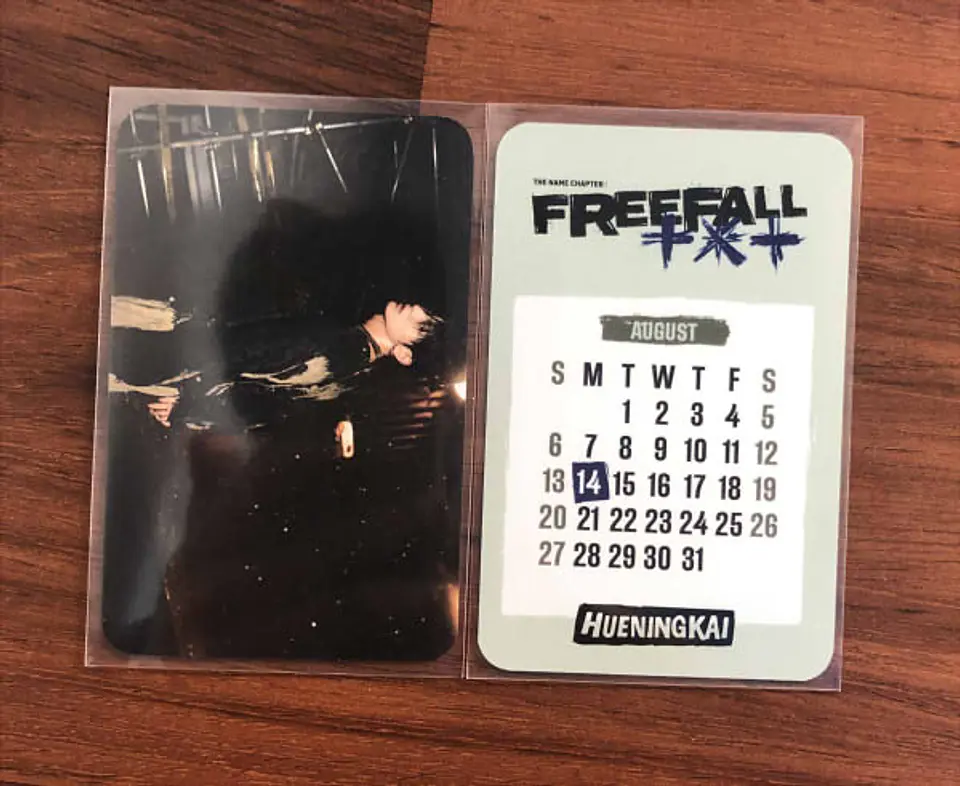 THE NAME CHAPTER :
FREEFALL
AUGUST
S M T W T F S
1 2 3 4 5
6 7 8 9 10 11 12
13 14 15 16 17 18 19
20 21 22 23 24 25 26
27 28 29 30 31
HUENINGKAI